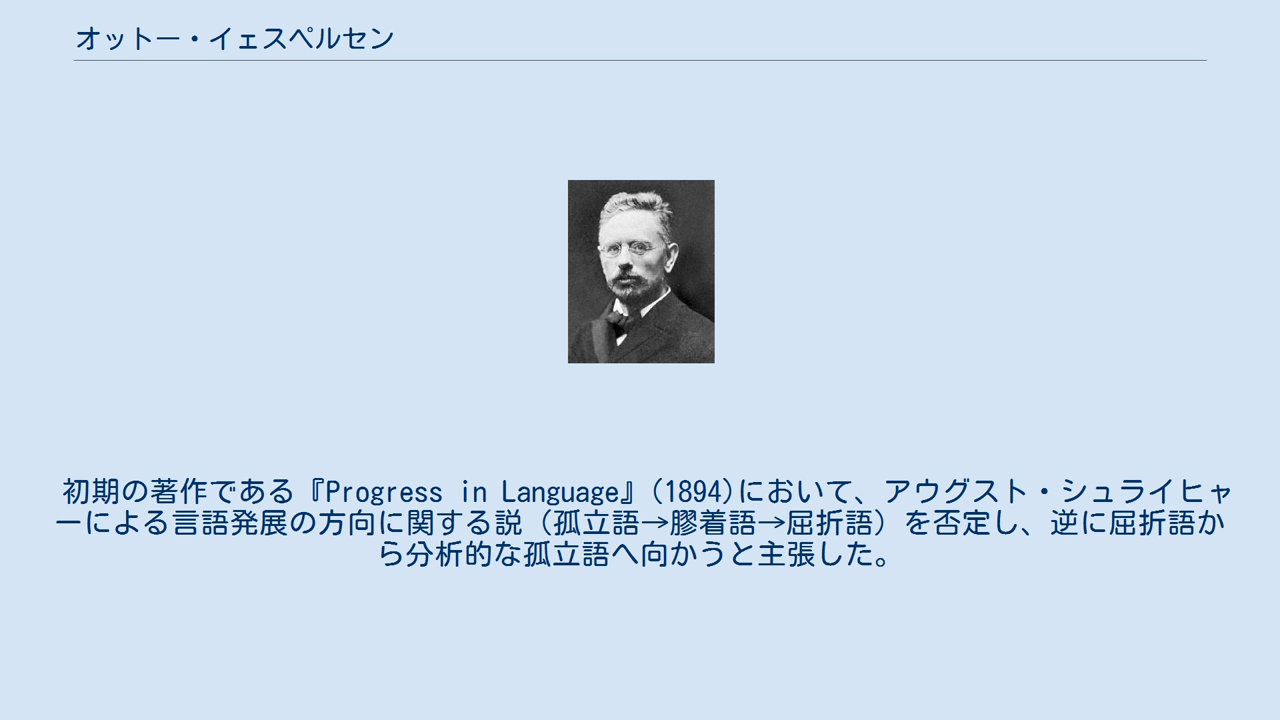 オットー・イェスペルセン
初期の著作である『Progress in Language』(1894)において、アウグスト・シュライヒャ
ーによる言語発展の方向に関する説（孤立語→膠着語→屈折語）を否定し、逆に屈折語か
ら分析的な孤立語へ向かうと主張した。